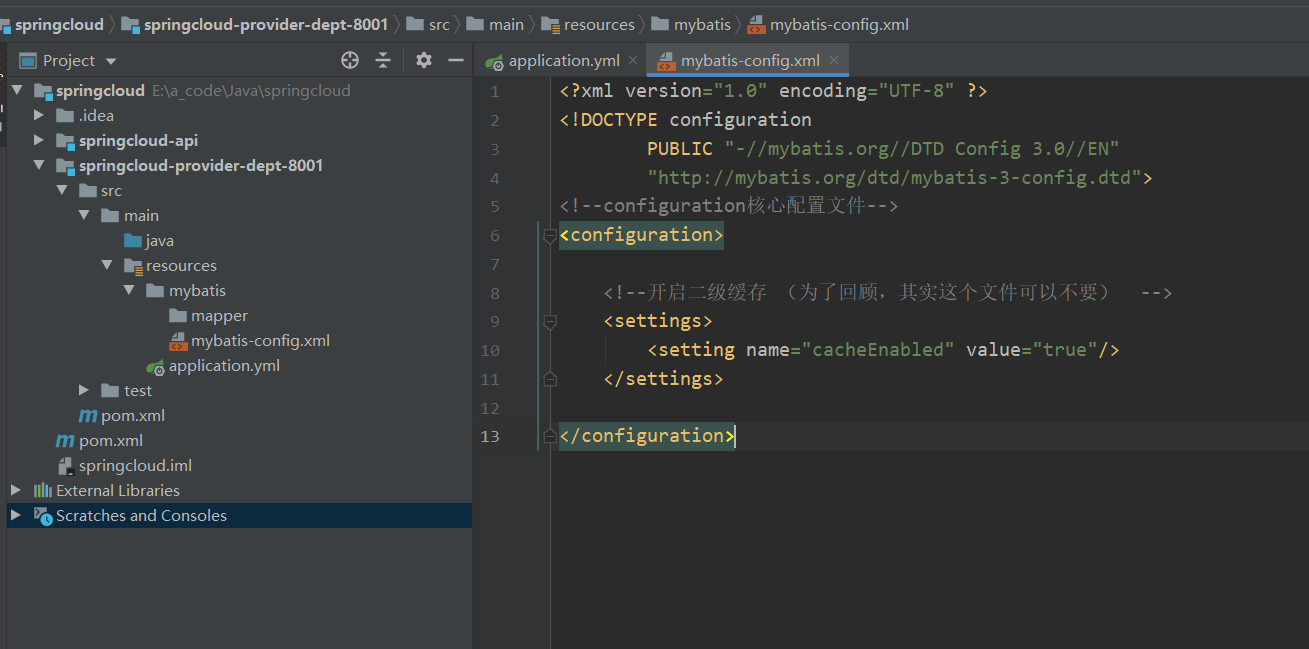 springcloud springcloud-provider-dept-8001 src main resources mybatis mybatis-config.xml
Project
application.yml mybatis-config.xml
springcloud E:\a_code\Java\springcloud
.idea
springcloud-api
springcloud-provider-dept-8001
src
main
java
resources
mybatis
mapper
mybatis-config.xml
application.yml
test
pom.xml
pom.xml
springcloud.iml
External Libraries
Scratches and Consoles
1 <?xml version="1.0" encoding="UTF-8" ?>
2 <!DOCTYPE configuration
3 PUBLIC "-//mybatis.org//DTD Config 3.0//EN"
4 "http://mybatis.org/dtd/mybatis-3-config.dtd">
5 <!--configuration核心配置文件-->
6 <configuration>
7
8 <!--开启二级缓存 （为了回顾，其实这个文件可以不要） -->
9 <settings>
10 <setting name="cacheEnabled" value="true"/>
11 </settings>
12
13 </configuration>